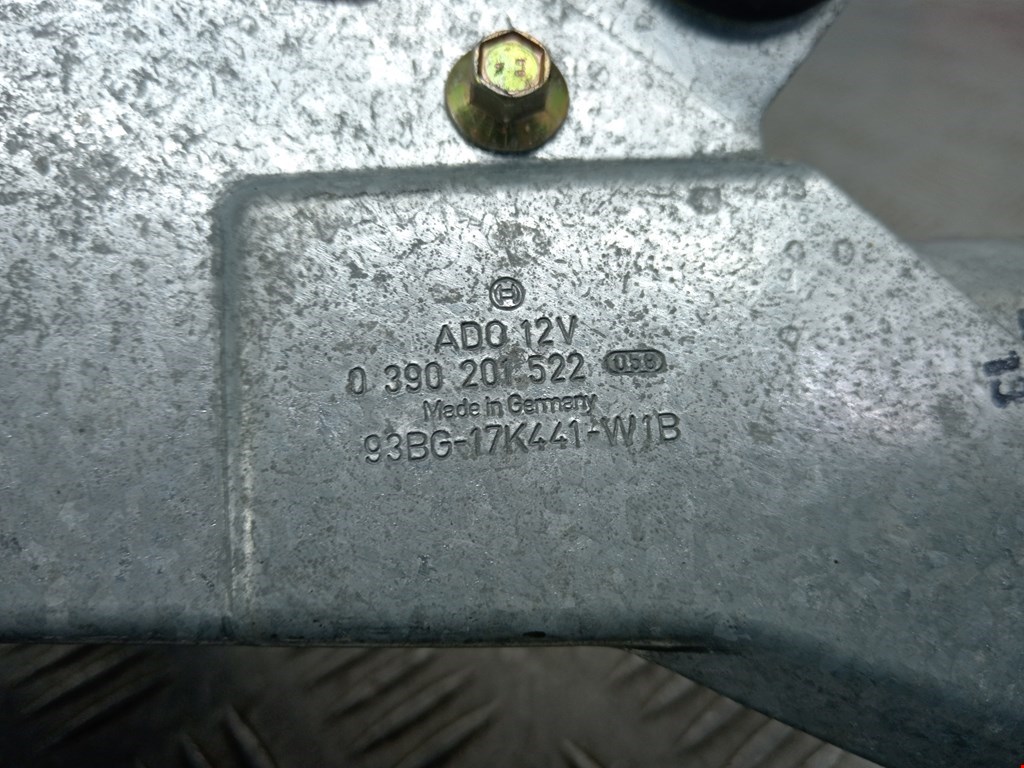 ADO 12V
0 390 201 522
Made in Germany
93BG-17K441-W1B